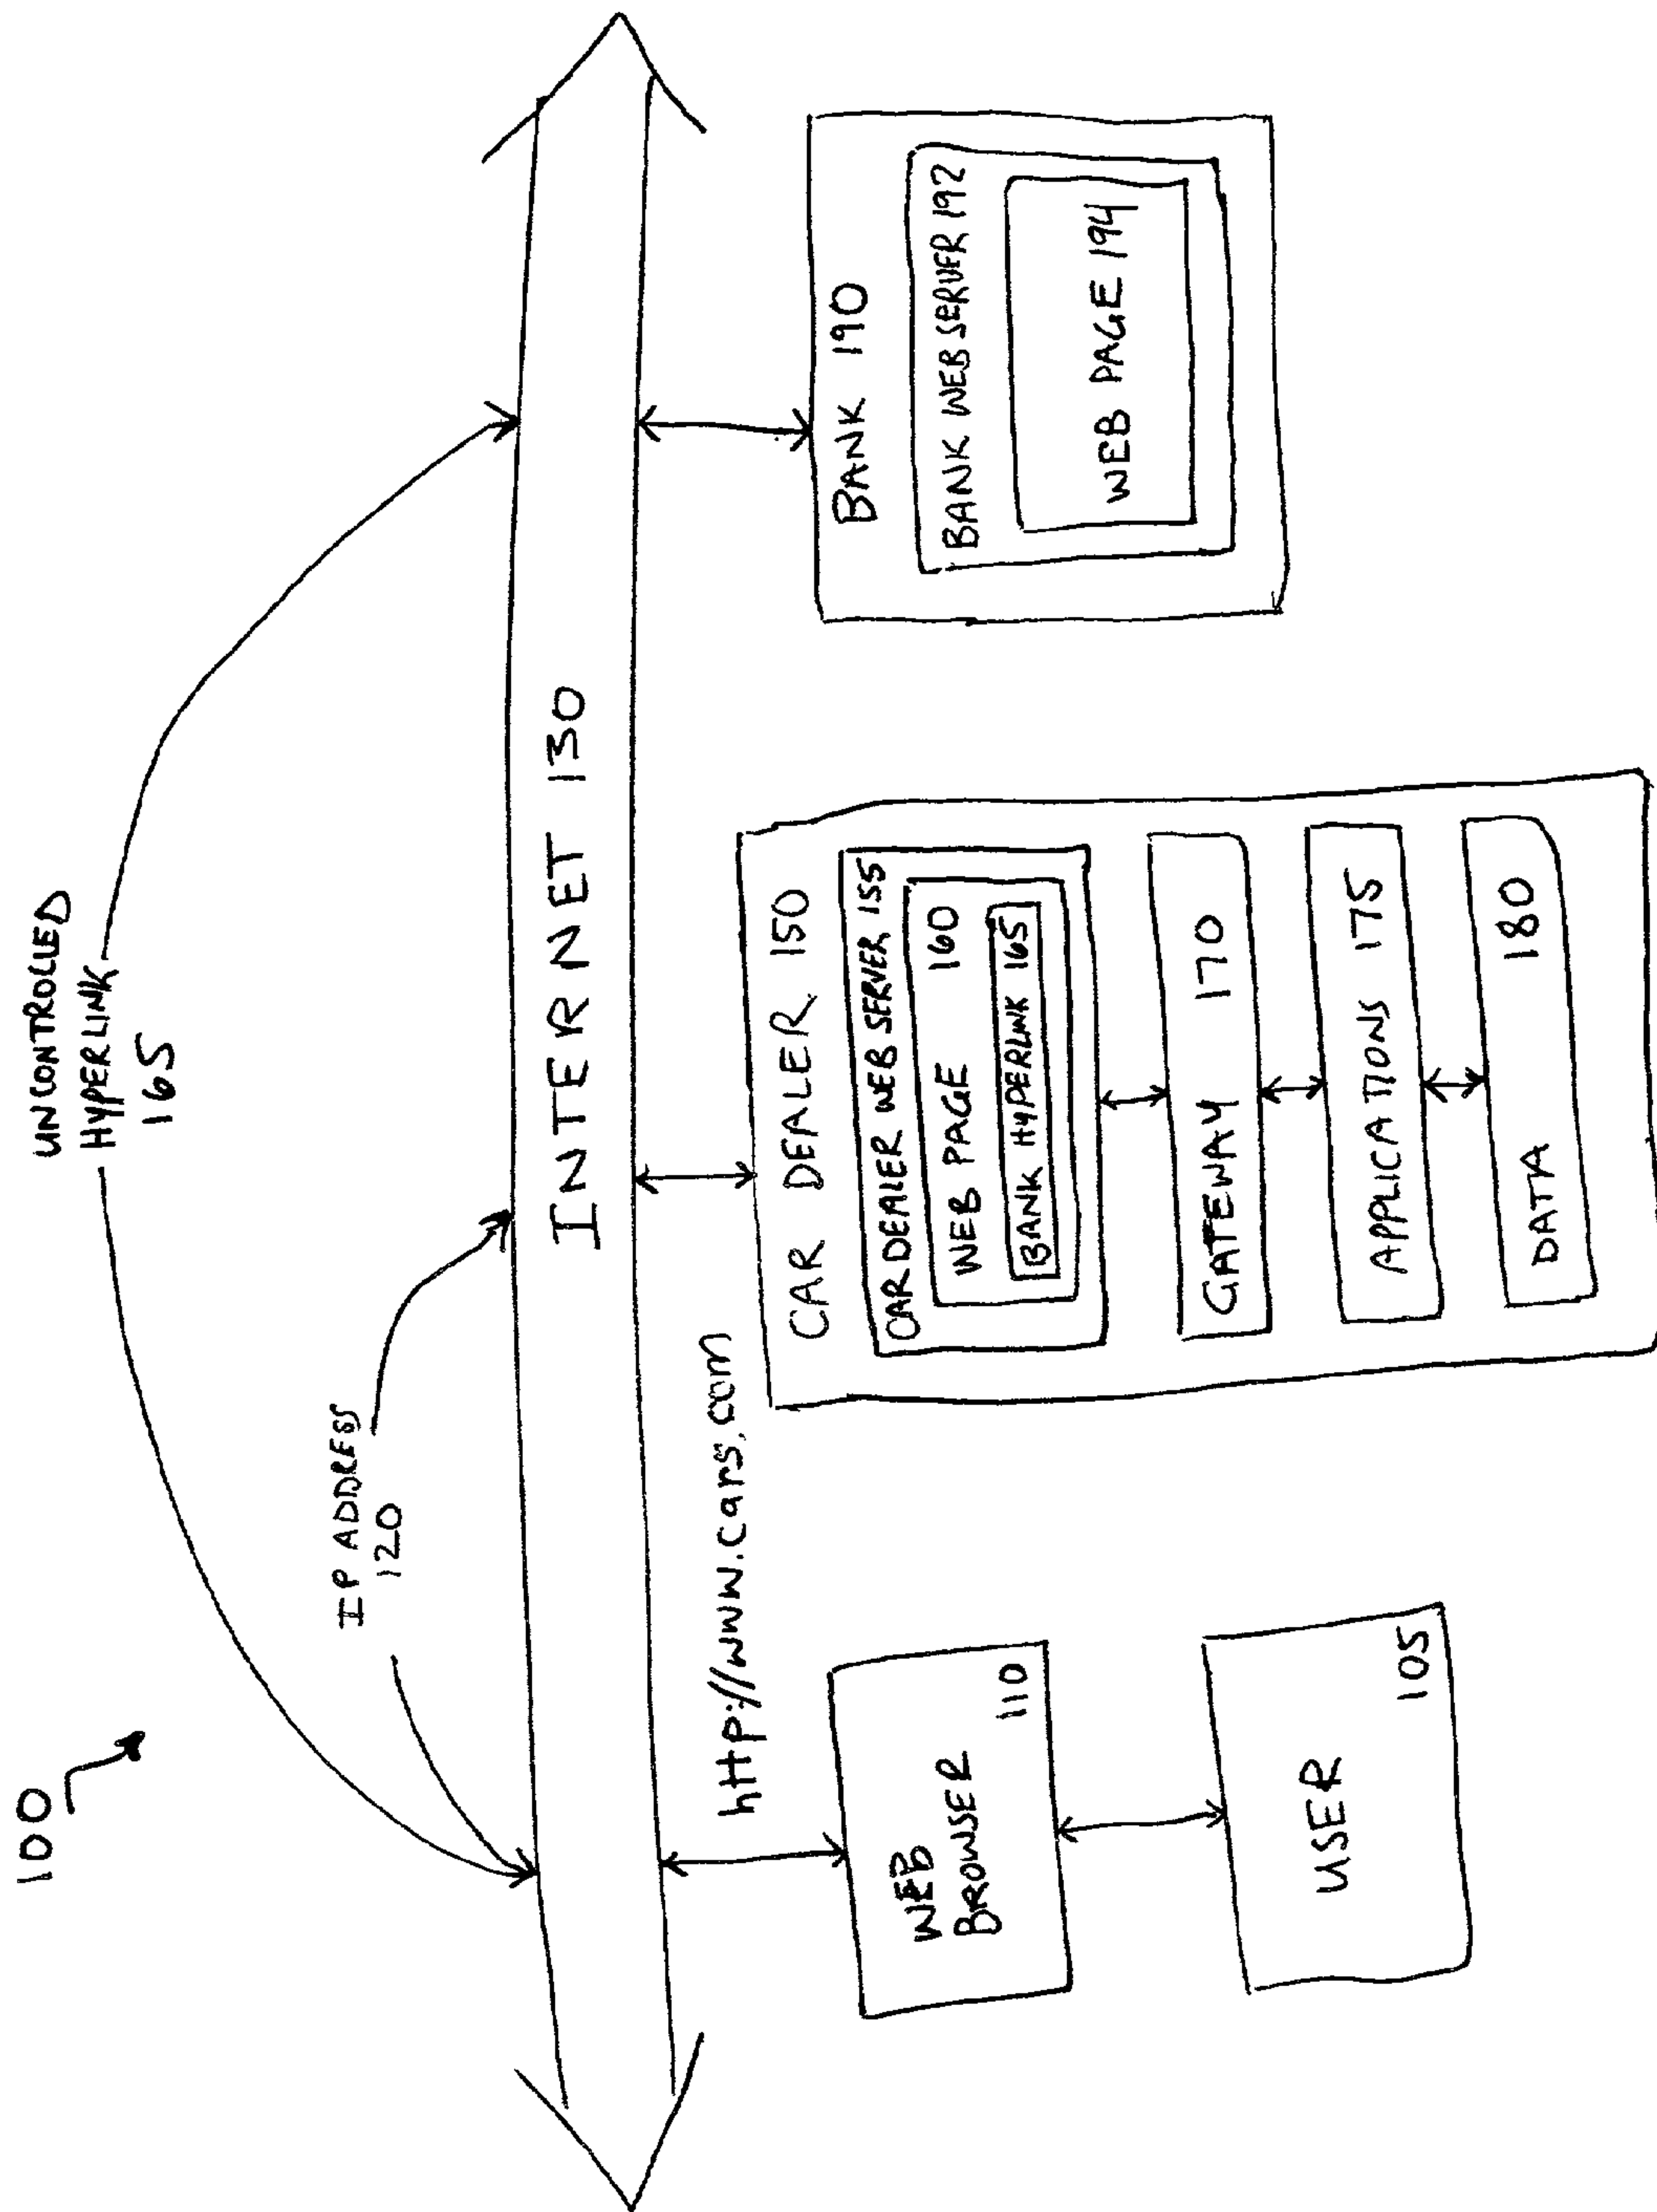 100
UNCONTROLLED
HYPERLINK
165
IP ADDRESS
120
INTERNET 130
http://www.cars.com
WEB
BROWSER
110
USER
105
CAR DEALER 150
CAR DEALER WEB SERVER 155
WEB PAGE 160
BANK HYPERLINK 165
GATEWAY 170
APPLICATIONS 175
DATA 180
BANK 190
BANK WEB SERVER 192
WEB PAGE 194